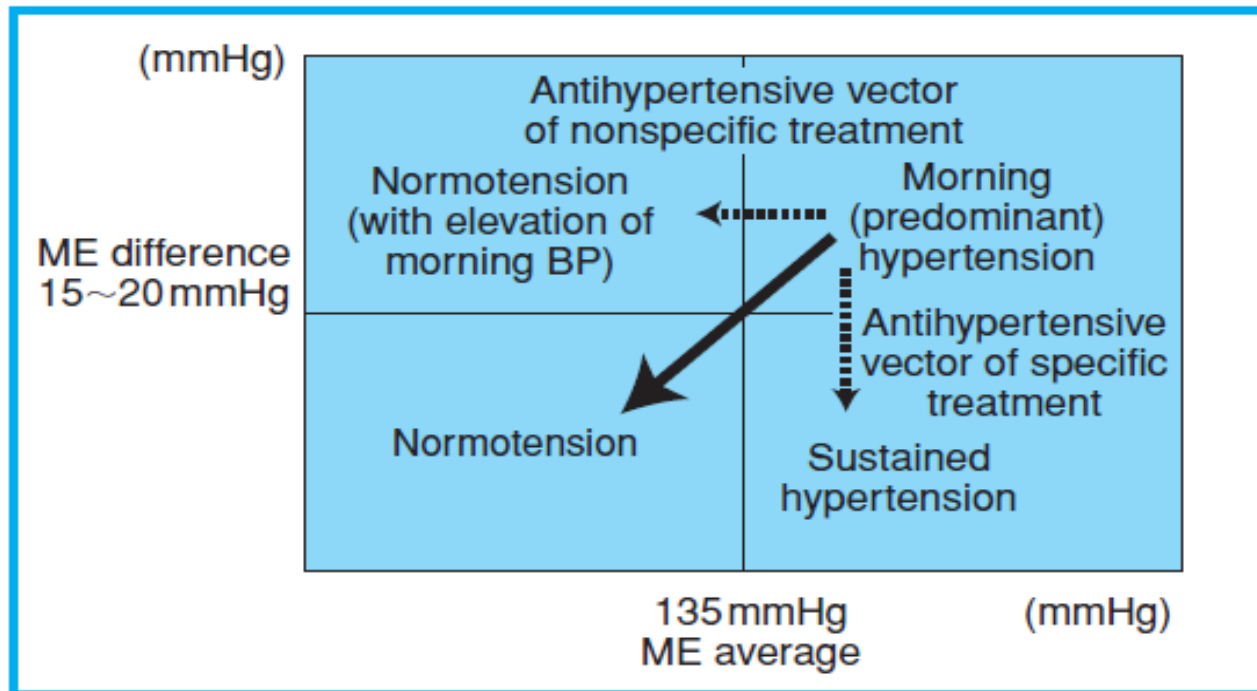 (mmHg)
Antihypertensive vector
of nonspecific treatment
Normotension
(with elevation of
morning BP)
Morning
(predominant)
hypertension
ME difference
15~20 mmHg
Antihypertensive
vector of specific
treatment
Normotension
Sustained
hypertension
135 mmHg
ME average
(mmHg)